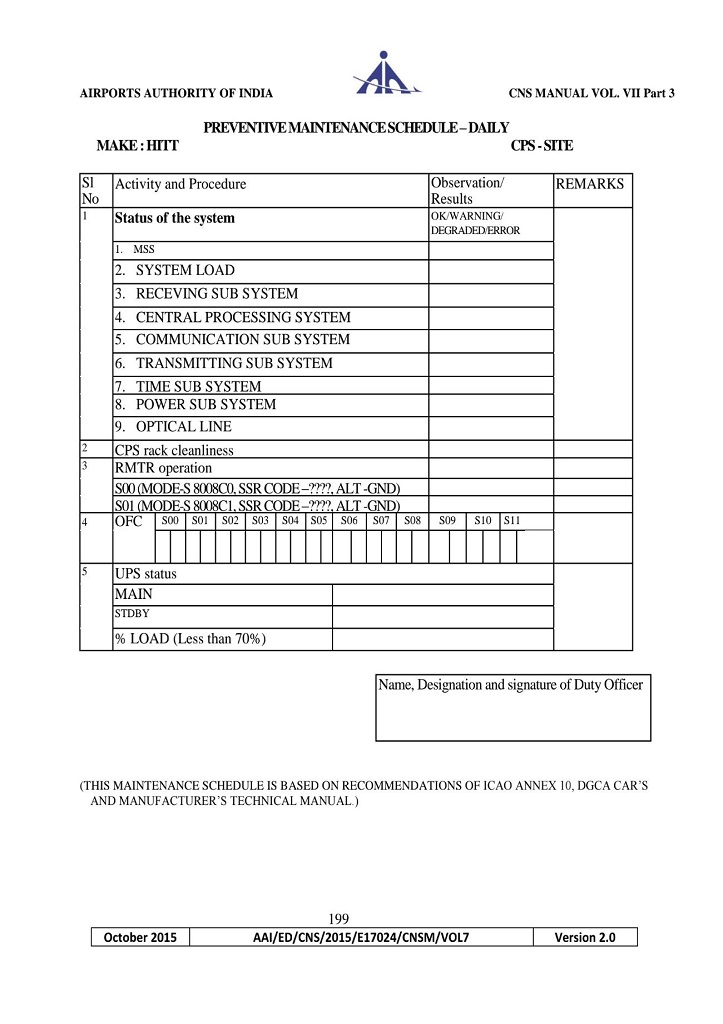 AIRPORTS AUTHORITY OF INDIA CNS MANUAL VOL. VII Part 3
PREVENTIVE MAINTENANCE SCHEDULE – DAILY
MAKE : HITT CPS - SITE
Sl No Activity and Procedure Observation/ Results REMARKS
1 Status of the system OK/WARNING/ DEGRADED/ERROR
1. MSS
2. SYSTEM LOAD
3. RECEVING SUB SYSTEM
4. CENTRAL PROCESSING SYSTEM
5. COMMUNICATION SUB SYSTEM
6. TRANSMITTING SUB SYSTEM
7. TIME SUB SYSTEM
8. POWER SUB SYSTEM
9. OPTICAL LINE
2 CPS rack cleanliness
3 RMTR operation
S00 (MODE-S 8008C0, SSR CODE –????, ALT -GND)
S01 (MODE-S 8008C1, SSR CODE –????, ALT -GND)
4 OFC S00 S01 S02 S03 S04 S05 S06 S07 S08 S09 S10 S11
5 UPS status
MAIN
STDBY
% LOAD (Less than 70%)
Name, Designation and signature of Duty Officer
(THIS MAINTENANCE SCHEDULE IS BASED ON RECOMMENDATIONS OF ICAO ANNEX 10, DGCA CAR'S
AND MANUFACTURER'S TECHNICAL MANUAL.)
199
October 2015 AAI/ED/CNS/2015/E17024/CNSM/VOL7 Version 2.0